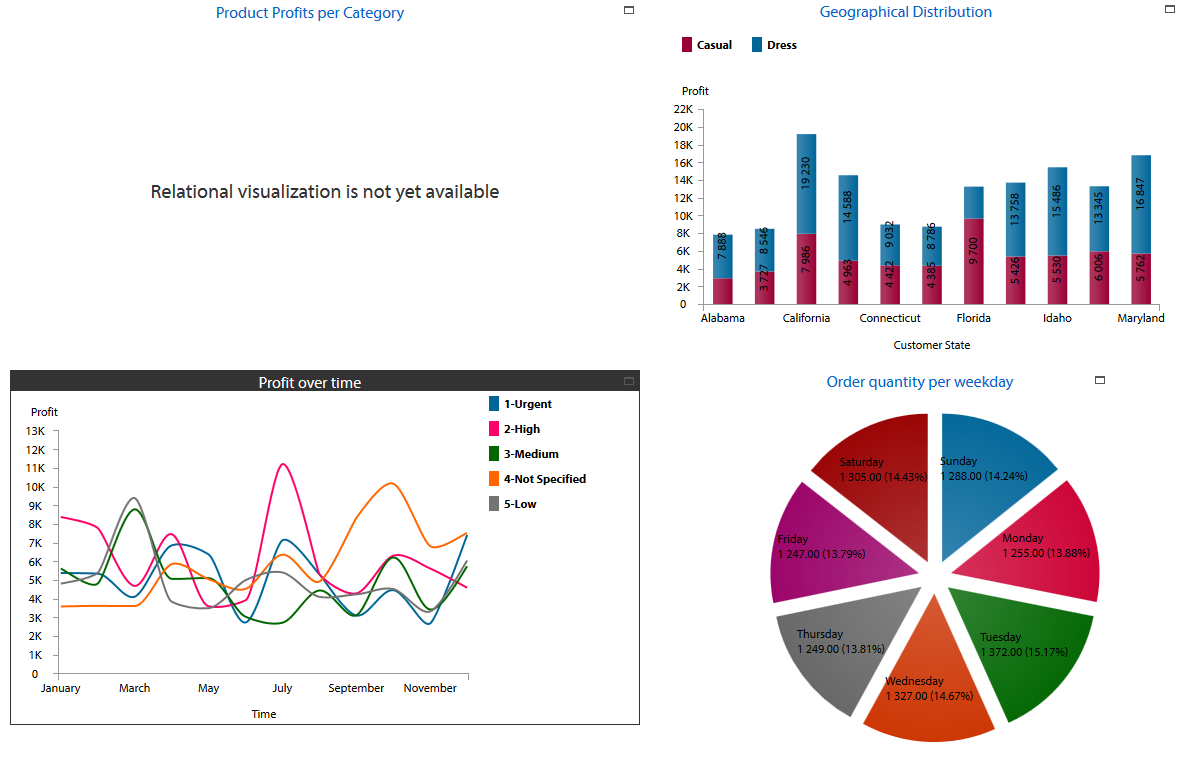 Product Profits per Category
Relational visualization is not yet available
Geographical Distribution
Casual
Dress
Profit
22K
20K
18K
16K
14K
12K
10K
8K
6K
4K
2K
0
7 888
3 727
8 546
7 986
19 230
4 963
14 588
4 422
9 032
4 385
8 786
9 700
5 426
13 758
5 530
15 486
6 006
13 345
5 762
16 847
Alabama
California
Connecticut
Florida
Idaho
Maryland
Customer State
Profit over time
Profit
13K
12K
11K
10K
9K
8K
7K
6K
5K
4K
3K
2K
1K
0
January
March
May
July
September
November
Time
1-Urgent
2-High
3-Medium
4-Not Specified
5-Low
Order quantity per weekday
Sunday
1 288.00 (14.24%)
Monday
1 255.00 (13.88%)
Tuesday
1 372.00 (15.17%)
Wednesday
1 327.00 (14.67%)
Thursday
1 249.00 (13.81%)
Friday
1 247.00 (13.79%)
Saturday
1 305.00 (14.43%)